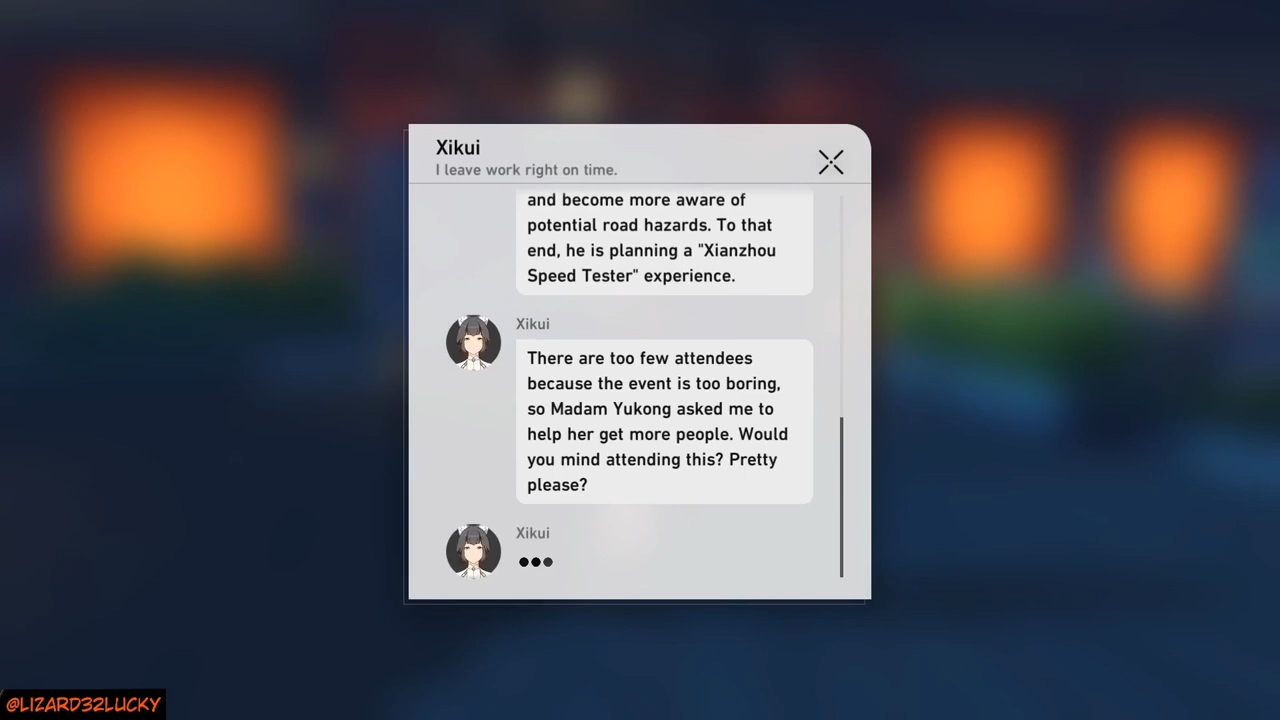 Xikui
I leave work right on time.
and become more aware of
potential road hazards. To that
end, he is planning a "Xianzhou
Speed Tester" experience.
Xikui
There are too few attendees
because the event is too boring,
so Madam Yukong asked me to
help her get more people. Would
you mind attending this? Pretty
please?
Xikui
@LIZARD32LUCKY